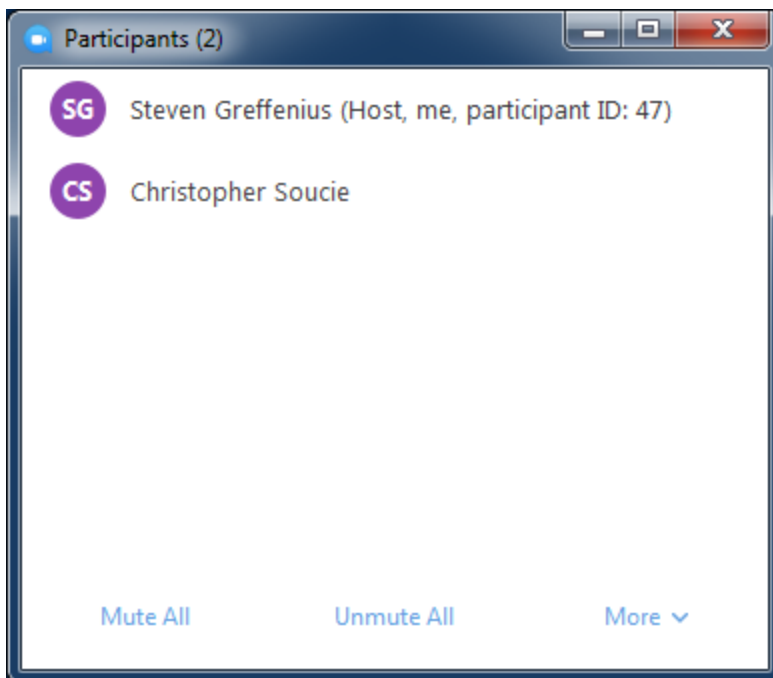 Participants (2)
SG Steven Greffenius (Host, me, participant ID: 47)
CS Christopher Soucie
Mute All Unmute All More